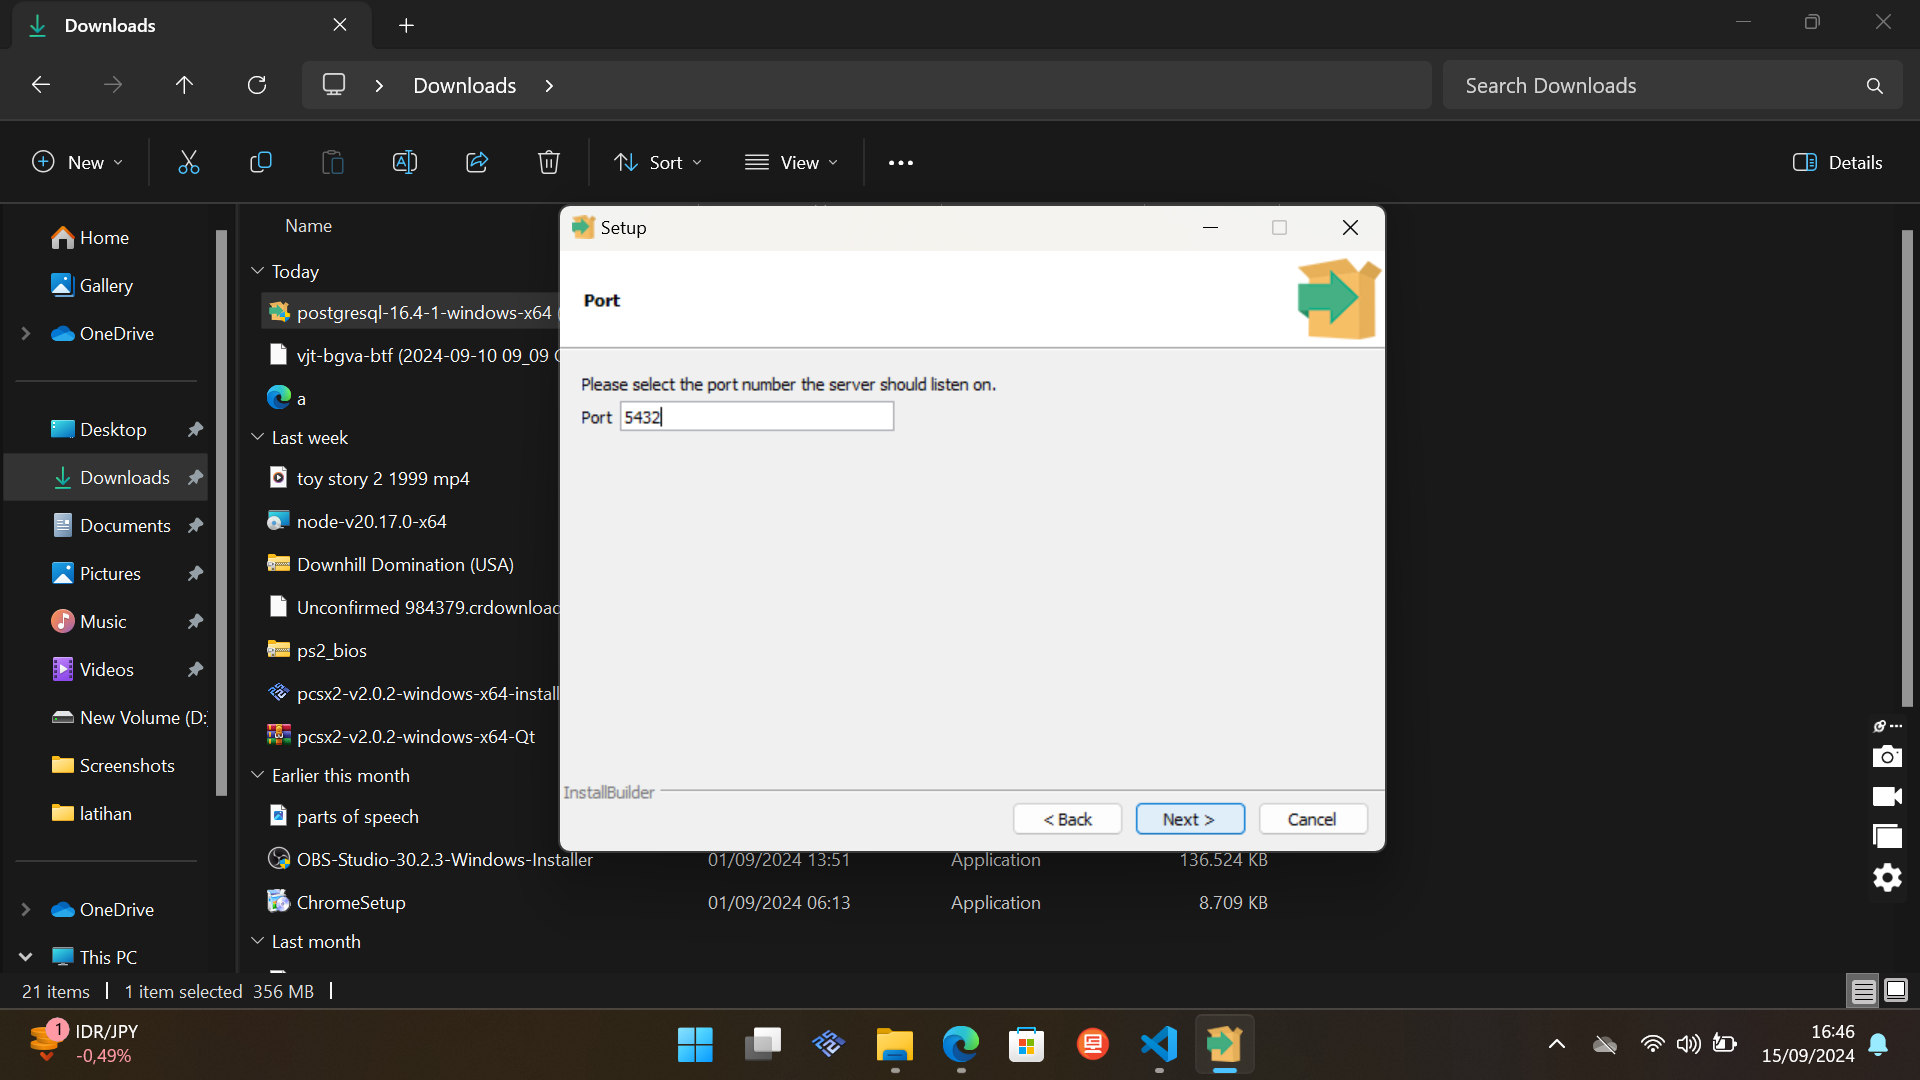 Downloads
Downloads
Search Downloads
New
Sort
View
Details
Home
Gallery
OneDrive
Desktop
Downloads
Documents
Pictures
Music
Videos
New Volume (D:)
Screenshots
latihan
OneDrive
This PC
Name
Today
postgresql-16.4-1-windows-x64
vjt-bgva-btf (2024-09-10 09_09
a
Last week
toy story 2 1999 mp4
node-v20.17.0-x64
Downhill Domination (USA)
Unconfirmed 984379.crdownload
ps2_bios
pcsx2-v2.0.2-windows-x64-install
pcsx2-v2.0.2-windows-x64-Qt
Earlier this month
parts of speech
OBS-Studio-30.2.3-Windows-Installer 01/09/2024 13:51 Application 136.524 KB
ChromeSetup 01/09/2024 06:13 Application 8.709 KB
Last month
Setup
Port
Please select the port number the server should listen on.
Port 5432
InstallBuilder
< Back Next > Cancel
21 items 1 item selected 356 MB
1 IDR/JPY
-0,49%
16:46
15/09/2024